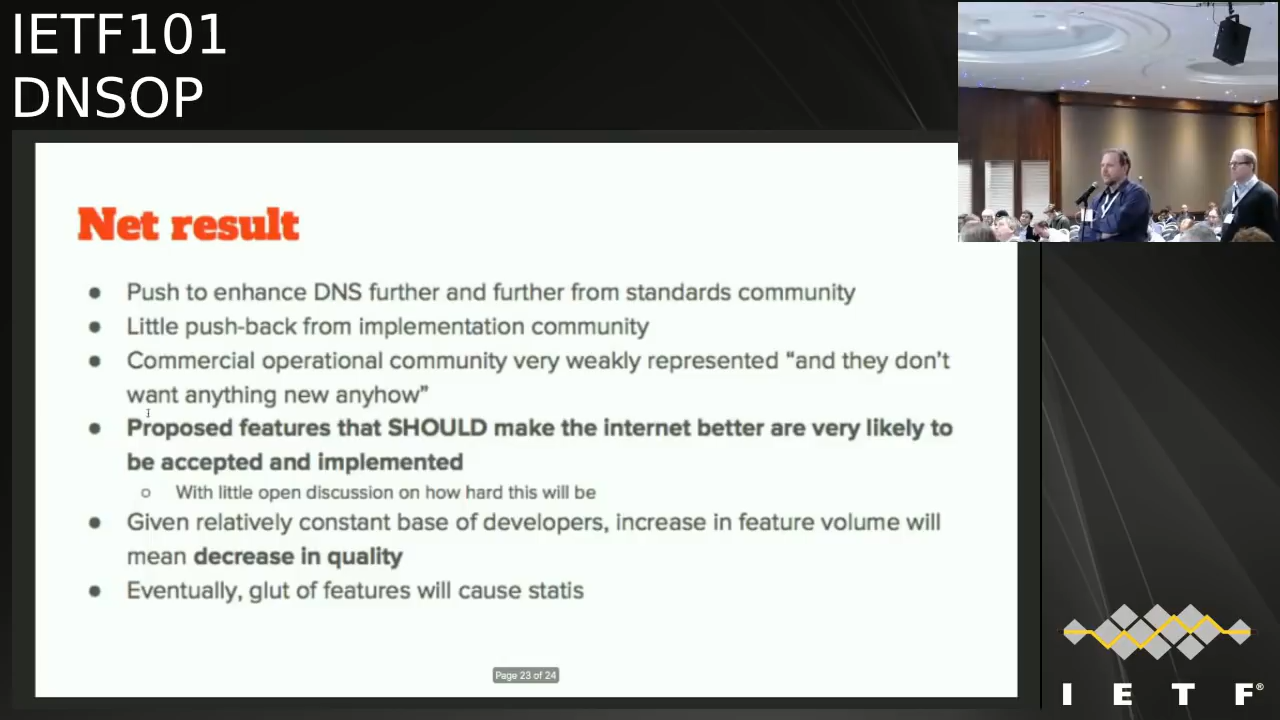 IETF101
DNSOP
Net result
● Push to enhance DNS further and further from standards community
● Little push-back from implementation community
● Commercial operational community very weakly represented “and they don’t
want anything new anyhow”
● Proposed features that SHOULD make the internet better are very likely to
be accepted and implemented
○ With little open discussion on how hard this will be
● Given relatively constant base of developers, increase in feature volume will
mean decrease in quality
● Eventually, glut of features will cause statis
Page 23 of 24
I E T F®